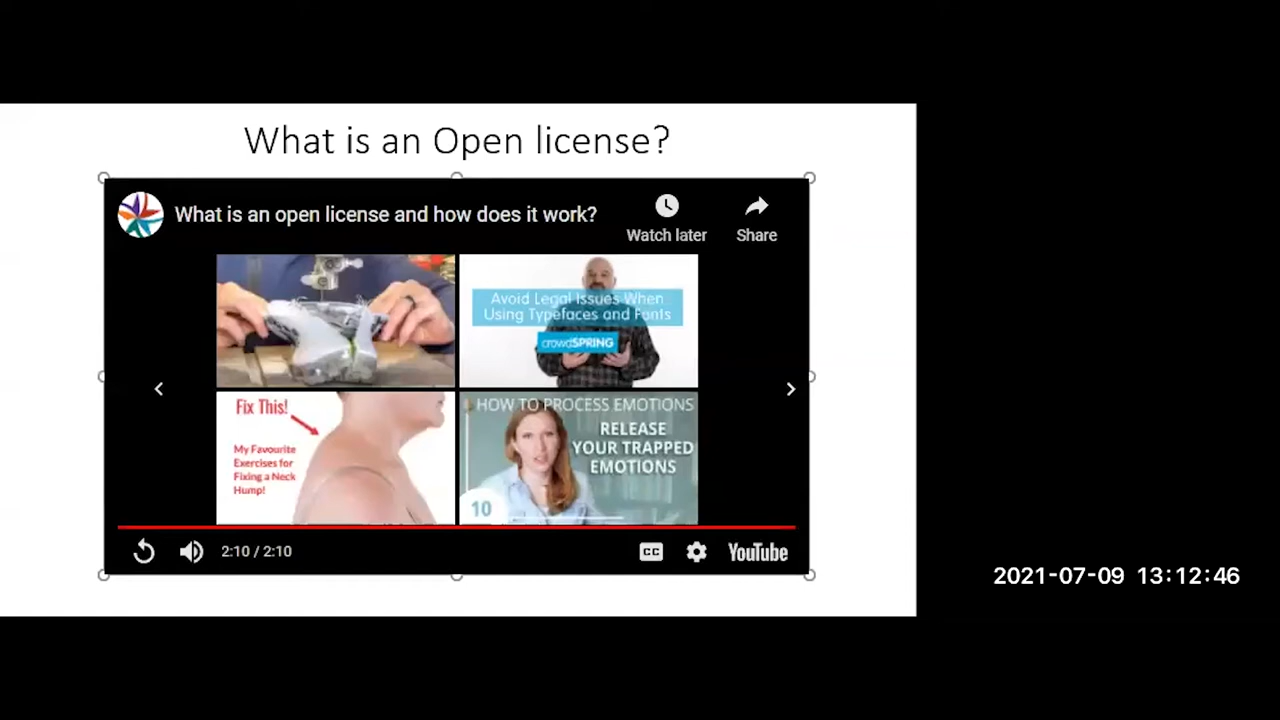 What is an Open license?
What is an open license and how does it work?
Watch later
Share
Avoid Legal Issues When
Using Typefaces and Fonts
crowdSPRING
Fix This!
My Favourite
Exercises for
Fixing a Neck
Hump!
HOW TO PROCESS EMOTIONS
RELEASE
YOUR TRAPPED
EMOTIONS
10
2:10 / 2:10
CC
YouTube
2021-07-09 13:12:46